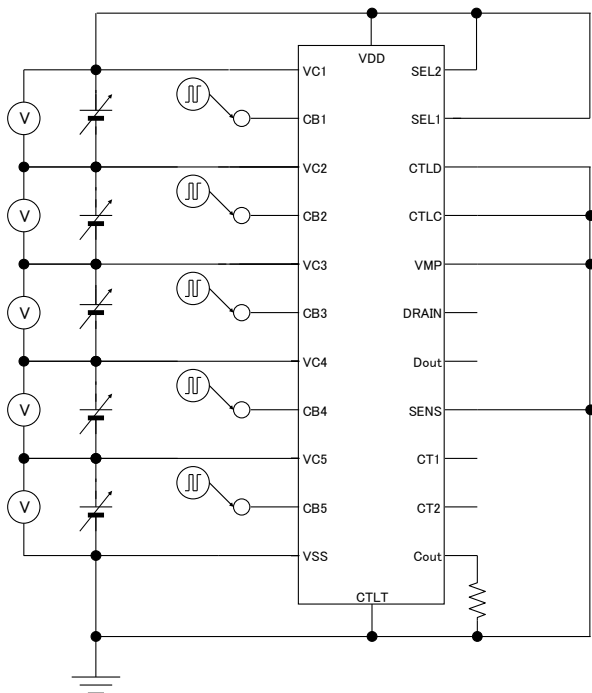 VDD
VC1
SEL2
V
CB1
SEL1
VC2
CTLD
V
CB2
CTLC
VC3
VMP
V
CB3
DRAIN
VC4
Dout
V
CB4
SENS
VC5
CT1
V
CB5
CT2
VSS
Cout
CTLT